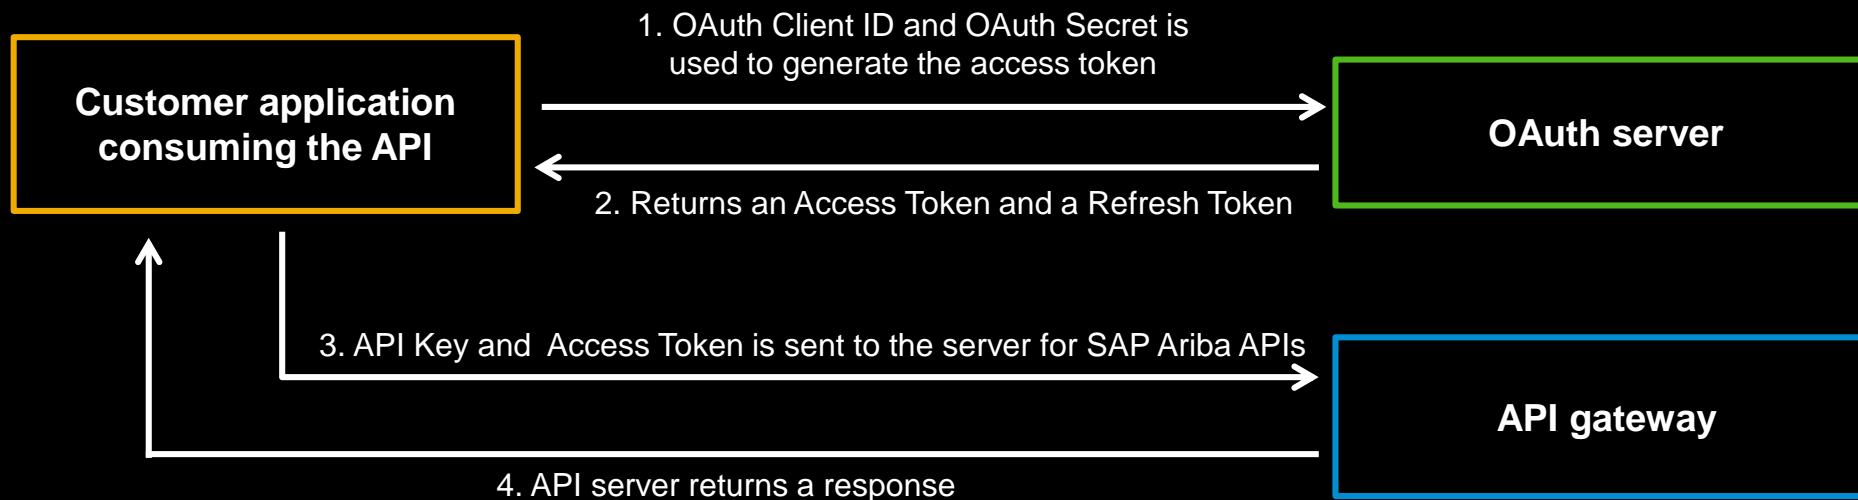 1. OAuth Client ID and OAuth Secret is
used to generate the access token
Customer application
consuming the API
OAuth server
2. Returns an Access Token and a Refresh Token
3. API Key and  Access Token is sent to the server for SAP Ariba APIs
API gateway
4. API server returns a response